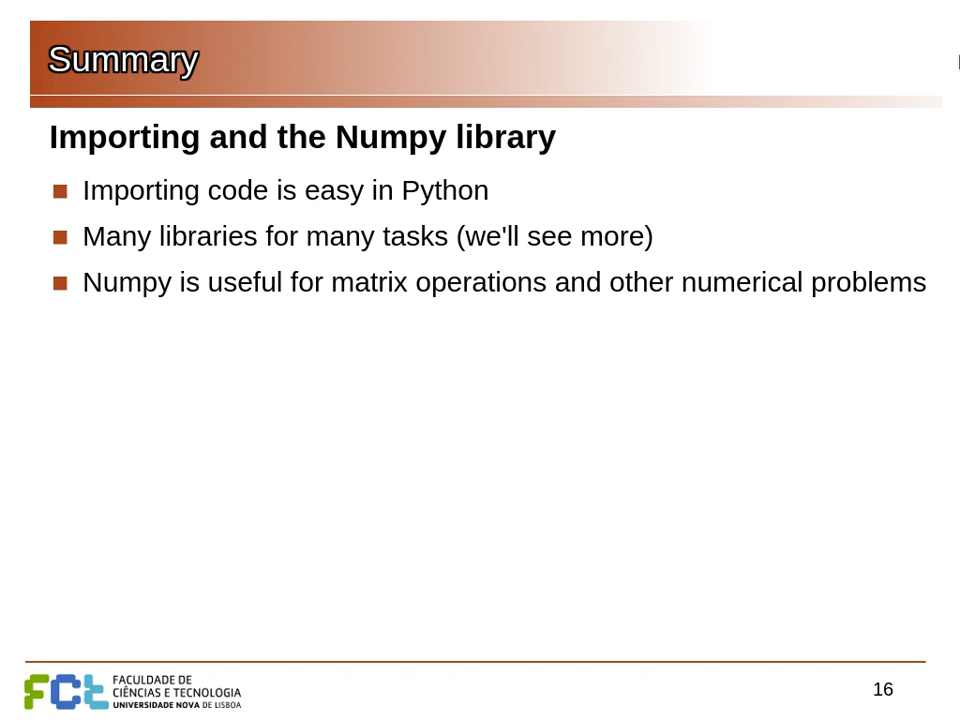 Summary
Importing and the Numpy library
Importing code is easy in Python
Many libraries for many tasks (we'll see more)
Numpy is useful for matrix operations and other numerical problems
FCt
FACULDADE DE
CIÊNCIAS E TECNOLOGIA
UNIVERSIDADE NOVA DE LISBOA
16